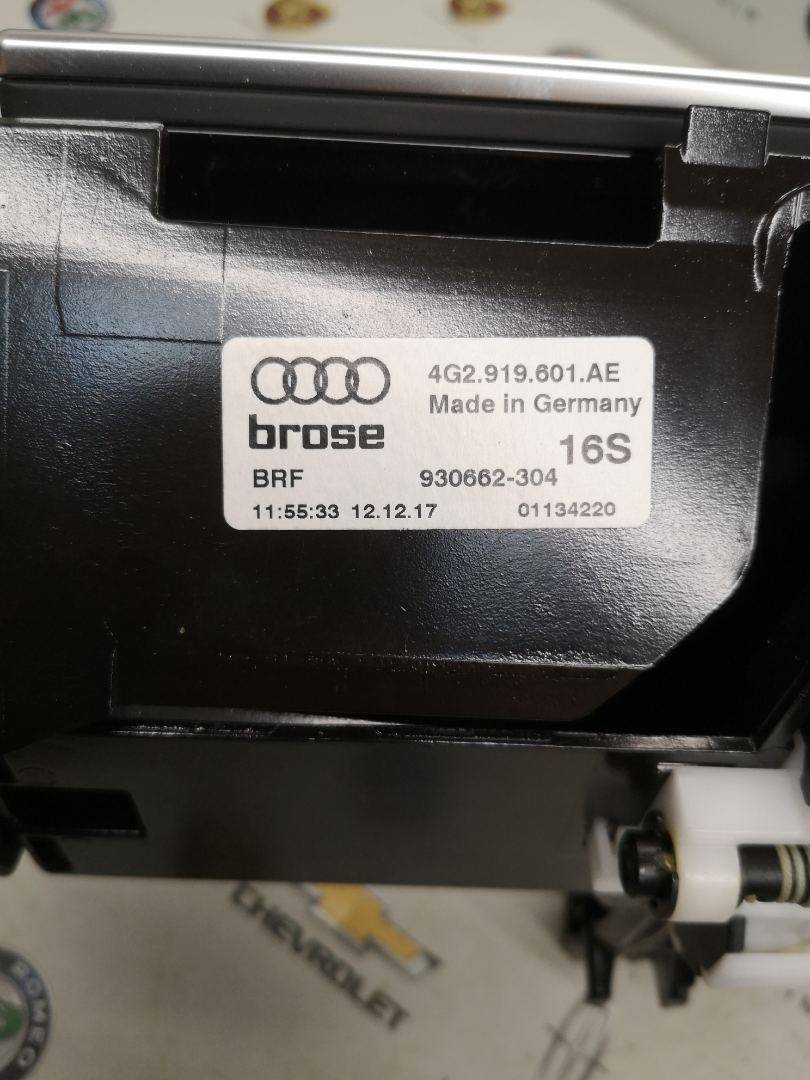 4G2.919.601.AE
Made in Germany
brose
16S
BRF 930662-304
11:55:33 12.12.17 01134220
CHEVROLET
ROMEO